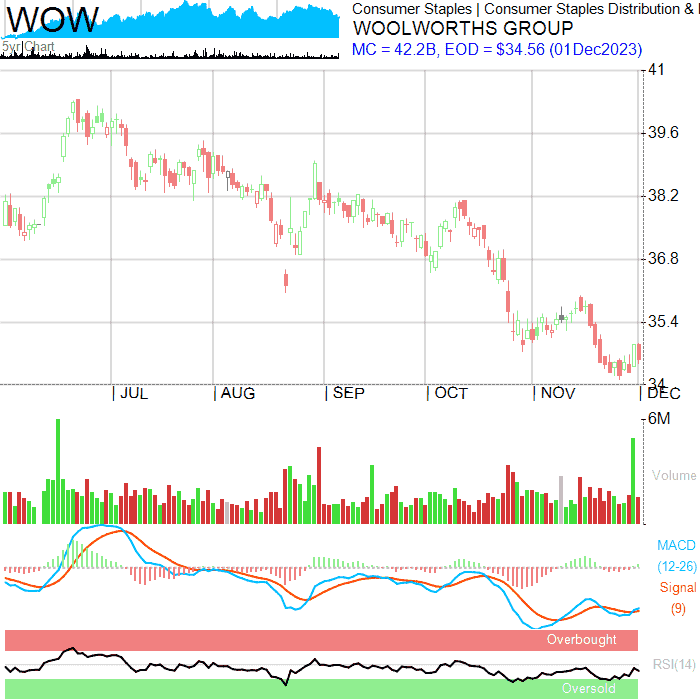 WOW
5yr Chart
Consumer Staples | Consumer Staples Distribution &
WOOLWORTHS GROUP
MC = 42.2B, EOD = $34.56 (01Dec2023)
41
39.6
38.2
36.8
35.4
34
JUL
AUG
SEP
OCT
NOV
DEC
6M
Volume
MACD
(12-26)
Signal
(9)
Overbought
RSI(14)
Oversold